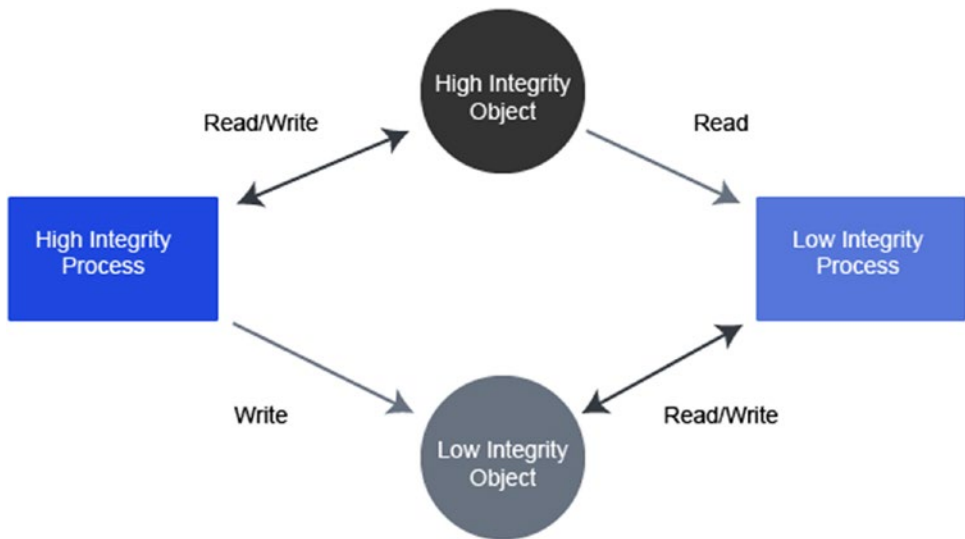 High Integrity
Object
Read/Write
Read
High Integrity
Process
Low Integrity
Process
Write
Read/Write
Low Integrity
Object